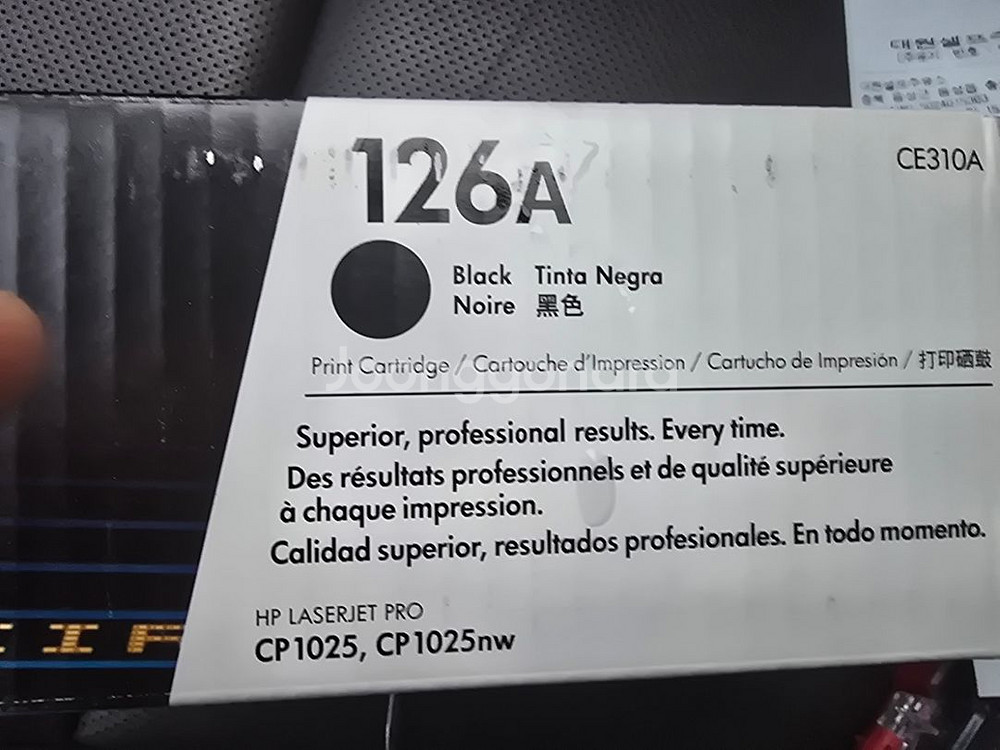 126A
CE310A
Black Tinta Negra
Noire 黑色
Print Cartridge / Cartouche d'Impression / Cartucho de Impresión / 打印硒鼓
Joonggonara
Superior, professional results. Every time.
Des résultats professionnels et de qualité supérieure
à chaque impression.
Calidad superior, resultados profesionales. En todo momento.
HP LASERJET PRO
CP1025, CP1025nw